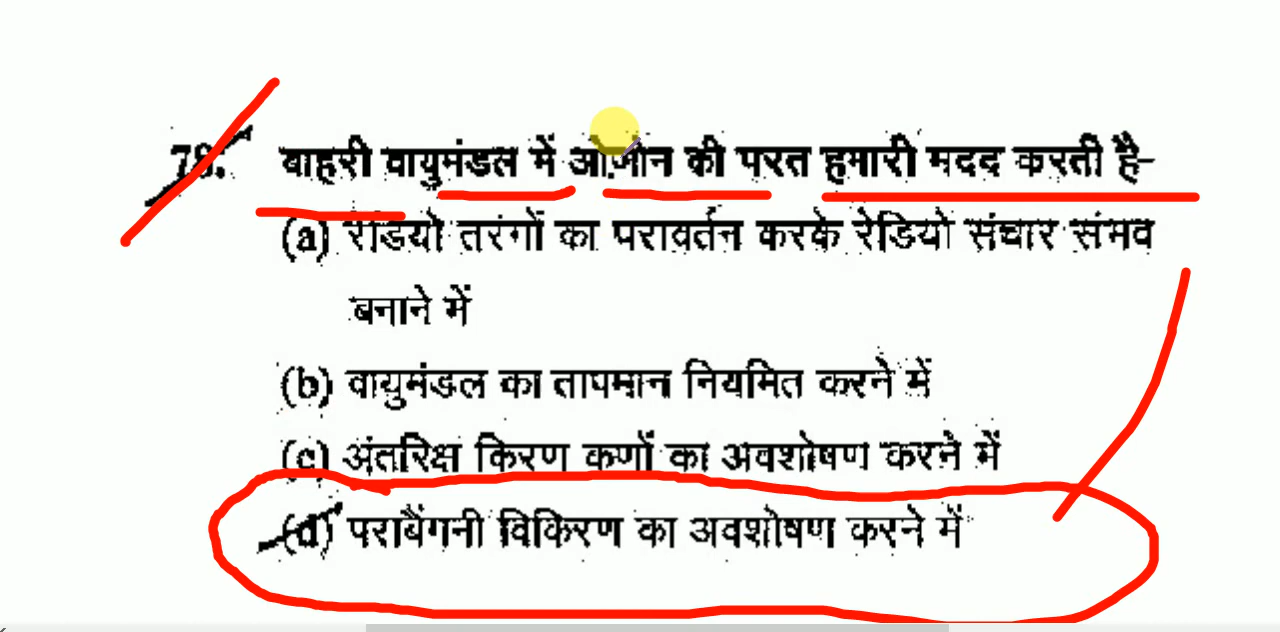 78. बाहरी वायुमंडल में ओजोन की परत हमारी मदद करती है-
(a) रेडियो तरंगों का परावर्तन करके रेडियो संचार संभव
बनाने में
(b) वायुमंडल का तापमान नियमित करने में
(c) अंतरिक्ष किरण कणों का अवशोषण करने में
(d) पराबैंगनी विकिरण का अवशोषण करने में